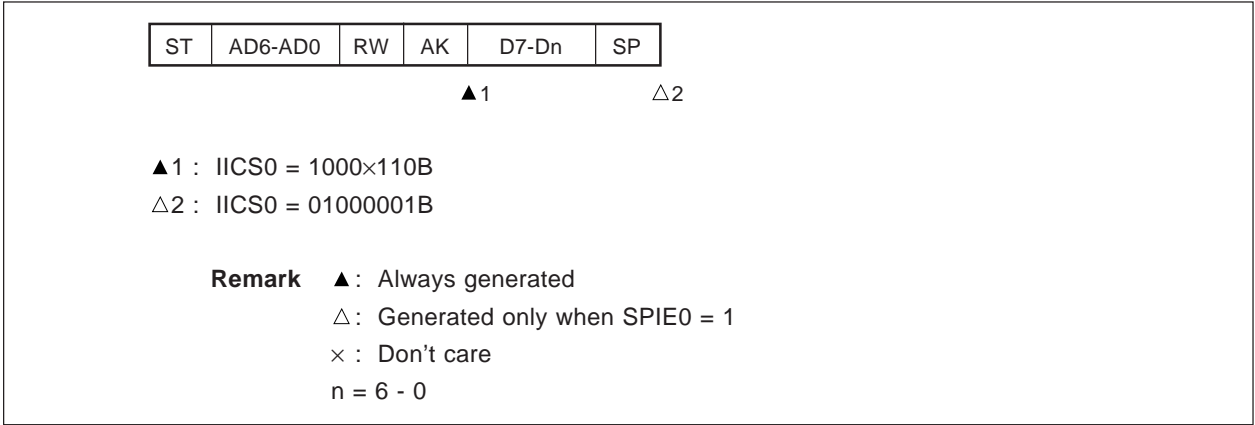 ST AD6-AD0 RW AK D7-Dn SP
▲1 △2
▲1 : IICS0 = 1000×110B
△2 : IICS0 = 01000001B
Remark ▲: Always generated
△: Generated only when SPIE0 = 1
× : Don't care
n = 6 - 0